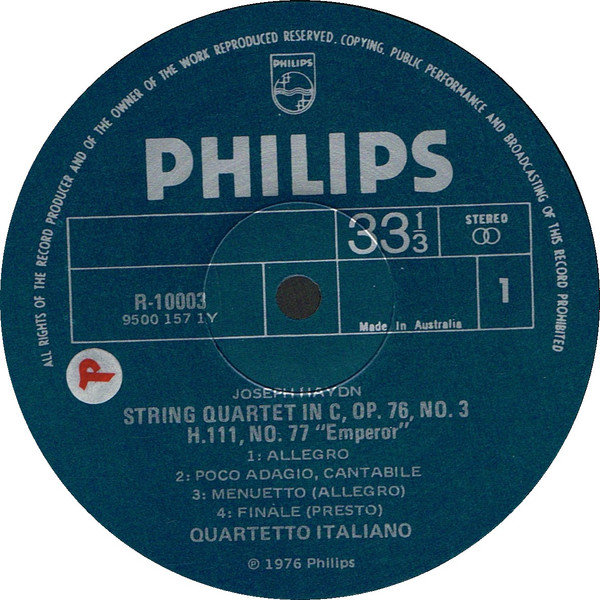 ALL RIGHTS OF THE RECORD PRODUCER AND OF THE OWNER OF THE WORK REPRODUCED RESERVED. COPYING, PUBLIC PERFORMANCE AND BROADCASTING OF THIS RECORD PROHIBITED
PHILIPS
PHILIPS
33 1/3
STEREO
R-10003
9500 157 1Y
1
Made In Australia
P
JOSEPH HAYDN
STRING QUARTET IN C, OP. 76, NO. 3
H.111, NO. 77 "Emperor"
1: ALLEGRO
2: POCO ADAGIO, CANTABILE
3: MENUETTO (ALLEGRO)
4: FINALE (PRESTO)
QUARTETTO ITALIANO
℗ 1976 Philips